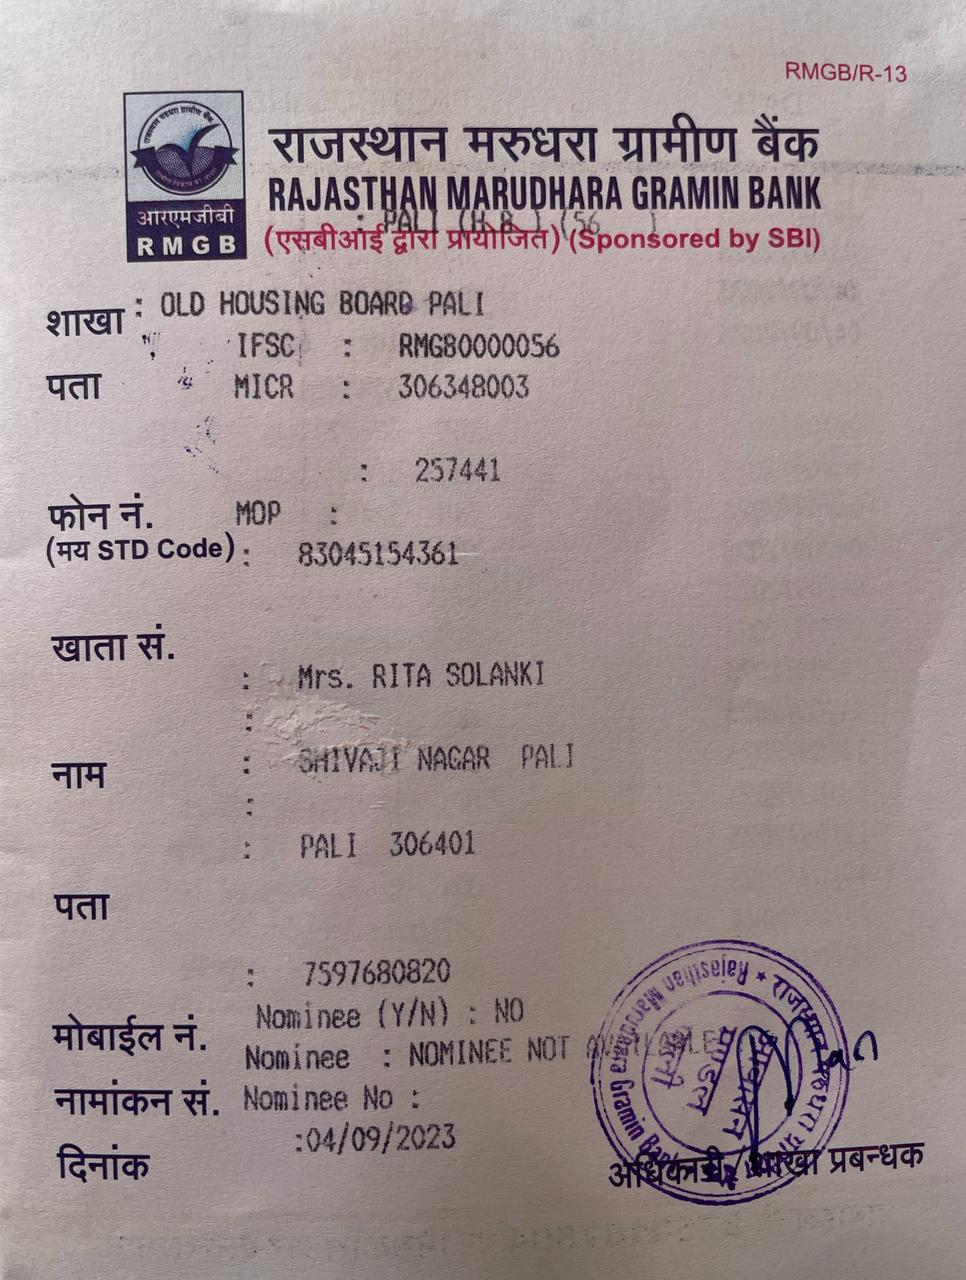 RMGB/R-13
राजस्थान मरुधरा ग्रामीण बैंक
आरएमजीबी
RMGB
RAJASTHAN MARUDHARA GRAMIN BANK
: PALI (H.B.) (56 )
(एसबीआई द्वारा प्रायोजित) (Sponsored by SBI)
शाखा : OLD HOUSING BOARD PALI
IFSC : RMGB0000056
पता MICR : 306348003
: 257441
फोन नं. MOP :
(मय STD Code) : 83045154361
खाता सं.
: Mrs. RITA SOLANKI
:
नाम : SHIVAJI NAGAR PALI
:
: PALI 306401
पता
: 7597680820
Nominee (Y/N) : NO
मोबाईल नं.
Nominee : NOMINEE NOT AVAILABLE
नामांकन सं. Nominee No :
दिनांक :04/09/2023
Rajasthan Marudhara Gramin Bank
अधिकारी/शाखा प्रबन्धक